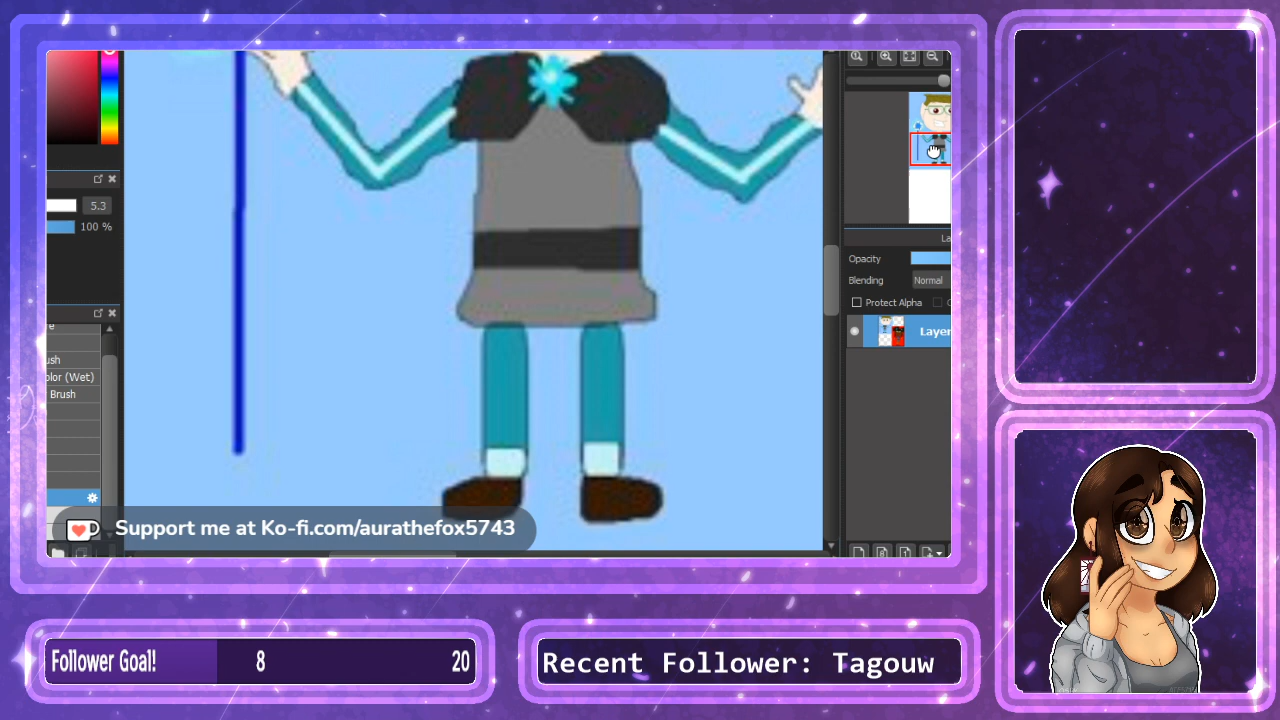 5.3
100 %
e
ush
olor (Wet)
Brush
La
Opacity
Blending
Normal
Protect Alpha
Layer
Support me at Ko-fi.com/aurathefox5743
Follower Goal!
8
20
Recent Follower: Tagouw